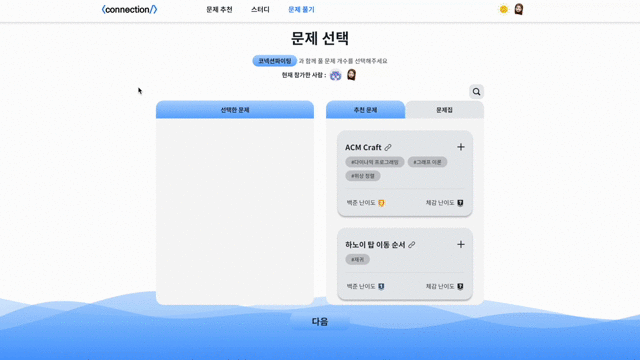 <connection/>
문제 추천
스터디
문제 풀기
문제 선택
코넥션파이팅 과 함께 풀 문제 개수를 선택해주세요
현재 참가한 사람 :
선택한 문제
추천 문제
문제집
ACM Craft
#다이나믹 프로그래밍
#그래프 이론
#위상 정렬
백준 난이도
체감 난이도
하노이 탑 이동 순서
#재귀
백준 난이도
체감 난이도
다음